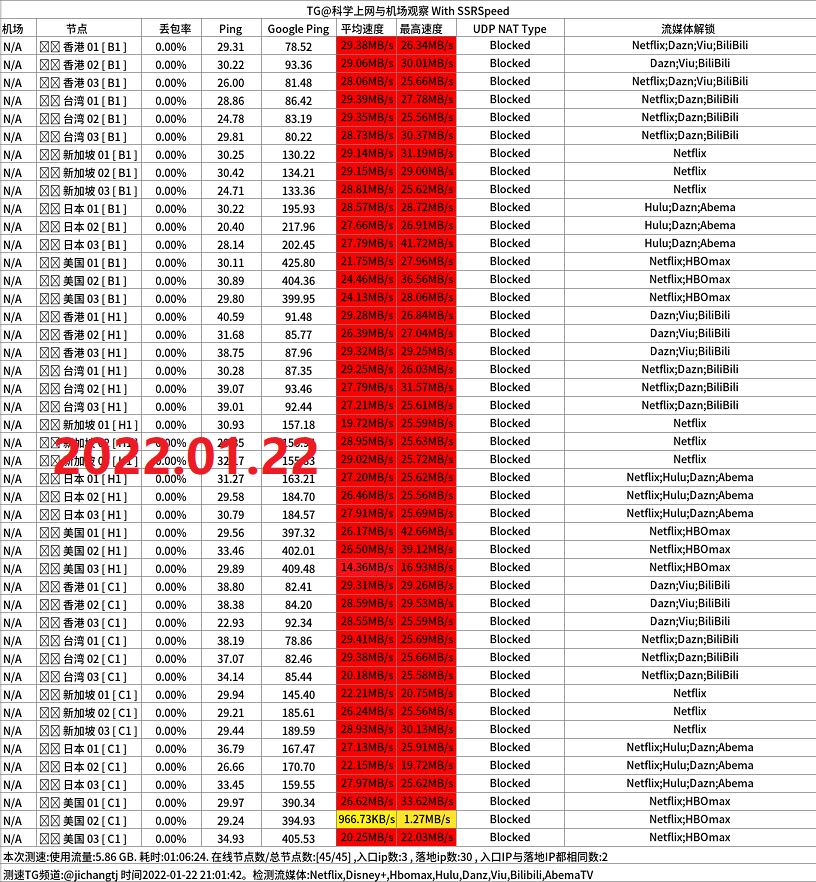 TG@科学上网与机场观察 With SSRSpeed
机场 节点 丢包率 Ping Google Ping 平均速度 最高速度 UDP NAT Type 流媒体解锁
N/A 香港 01 [ B1 ] 0.00% 29.31 78.52 29.38MB/s 26.34MB/s Blocked Netflix;Dazn;Viu;BiliBili
N/A 香港 02 [ B1 ] 0.00% 30.22 93.36 29.06MB/s 30.01MB/s Blocked Dazn;Viu;BiliBili
N/A 香港 03 [ B1 ] 0.00% 26.00 81.48 28.06MB/s 25.66MB/s Blocked Netflix;Dazn;Viu;BiliBili
N/A 台湾 01 [ B1 ] 0.00% 28.86 86.42 29.39MB/s 27.78MB/s Blocked Netflix;Dazn;BiliBili
N/A 台湾 02 [ B1 ] 0.00% 24.78 83.19 29.35MB/s 25.56MB/s Blocked Netflix;Dazn;BiliBili
N/A 台湾 03 [ B1 ] 0.00% 29.81 80.22 28.73MB/s 30.37MB/s Blocked Netflix;Dazn;BiliBili
N/A 新加坡 01 [ B1 ] 0.00% 30.25 130.22 29.14MB/s 31.19MB/s Blocked Netflix
N/A 新加坡 02 [ B1 ] 0.00% 30.42 134.21 29.15MB/s 29.00MB/s Blocked Netflix
N/A 新加坡 03 [ B1 ] 0.00% 24.71 133.36 28.81MB/s 25.62MB/s Blocked Netflix
N/A 日本 01 [ B1 ] 0.00% 30.22 195.93 28.57MB/s 28.72MB/s Blocked Hulu;Dazn;Abema
N/A 日本 02 [ B1 ] 0.00% 20.40 217.96 27.66MB/s 26.91MB/s Blocked Hulu;Dazn;Abema
N/A 日本 03 [ B1 ] 0.00% 28.14 202.45 27.79MB/s 41.72MB/s Blocked Hulu;Dazn;Abema
N/A 美国 01 [ B1 ] 0.00% 30.11 425.80 21.75MB/s 27.96MB/s Blocked Netflix;HBOmax
N/A 美国 02 [ B1 ] 0.00% 30.89 404.36 24.46MB/s 36.56MB/s Blocked Netflix;HBOmax
N/A 美国 03 [ B1 ] 0.00% 29.80 399.95 24.13MB/s 28.06MB/s Blocked Netflix;HBOmax
N/A 香港 01 [ H1 ] 0.00% 40.59 91.48 29.28MB/s 26.84MB/s Blocked Dazn;Viu;BiliBili
N/A 香港 02 [ H1 ] 0.00% 31.68 85.77 26.39MB/s 27.04MB/s Blocked Dazn;Viu;BiliBili
N/A 香港 03 [ H1 ] 0.00% 38.75 87.96 29.32MB/s 29.25MB/s Blocked Dazn;Viu;BiliBili
N/A 台湾 01 [ H1 ] 0.00% 30.28 87.35 29.25MB/s 26.03MB/s Blocked Netflix;Dazn;BiliBili
N/A 台湾 02 [ H1 ] 0.00% 39.07 93.46 27.79MB/s 31.57MB/s Blocked Netflix;Dazn;BiliBili
N/A 台湾 03 [ H1 ] 0.00% 39.01 92.44 27.21MB/s 25.61MB/s Blocked Netflix;Dazn;BiliBili
N/A 新加坡 01 [ H1 ] 0.00% 30.93 157.18 19.72MB/s 25.59MB/s Blocked Netflix
N/A 新加坡 02 [ H1 ] 0.00% 28.95MB/s 25.63MB/s Blocked Netflix
2022.01.22
N/A 29.02MB/s 25.72MB/s Blocked Netflix
N/A 日本 01 [ H1 ] 0.00% 31.27 163.21 27.20MB/s 25.62MB/s Blocked Netflix;Hulu;Dazn;Abema
N/A 日本 02 [ H1 ] 0.00% 29.58 184.70 26.46MB/s 25.56MB/s Blocked Netflix;Hulu;Dazn;Abema
N/A 日本 03 [ H1 ] 0.00% 30.79 184.57 27.91MB/s 25.69MB/s Blocked Netflix;Hulu;Dazn;Abema
N/A 美国 01 [ H1 ] 0.00% 29.56 397.32 26.17MB/s 42.66MB/s Blocked Netflix;HBOmax
N/A 美国 02 [ H1 ] 0.00% 33.46 402.01 26.50MB/s 39.12MB/s Blocked Netflix;HBOmax
N/A 美国 03 [ H1 ] 0.00% 29.89 409.48 14.36MB/s 16.93MB/s Blocked Netflix;HBOmax
N/A 香港 01 [ C1 ] 0.00% 38.80 82.41 29.31MB/s 29.26MB/s Blocked Dazn;Viu;BiliBili
N/A 香港 02 [ C1 ] 0.00% 38.38 84.20 28.59MB/s 29.53MB/s Blocked Dazn;Viu;BiliBili
N/A 香港 03 [ C1 ] 0.00% 22.93 92.34 28.55MB/s 25.59MB/s Blocked Dazn;Viu;BiliBili
N/A 台湾 01 [ C1 ] 0.00% 38.19 78.86 29.41MB/s 25.69MB/s Blocked Netflix;Dazn;BiliBili
N/A 台湾 02 [ C1 ] 0.00% 37.07 82.46 29.38MB/s 25.66MB/s Blocked Netflix;Dazn;BiliBili
N/A 台湾 03 [ C1 ] 0.00% 34.14 85.44 20.18MB/s 25.58MB/s Blocked Netflix;Dazn;BiliBili
N/A 新加坡 01 [ C1 ] 0.00% 29.94 145.40 22.21MB/s 20.75MB/s Blocked Netflix
N/A 新加坡 02 [ C1 ] 0.00% 29.21 185.61 26.24MB/s 25.56MB/s Blocked Netflix
N/A 新加坡 03 [ C1 ] 0.00% 29.44 189.59 28.93MB/s 30.13MB/s Blocked Netflix
N/A 日本 01 [ C1 ] 0.00% 36.79 167.47 27.13MB/s 25.91MB/s Blocked Netflix;Hulu;Dazn;Abema
N/A 日本 02 [ C1 ] 0.00% 26.66 170.70 22.15MB/s 19.72MB/s Blocked Netflix;Hulu;Dazn;Abema
N/A 日本 03 [ C1 ] 0.00% 33.45 159.55 27.97MB/s 25.62MB/s Blocked Netflix;Hulu;Dazn;Abema
N/A 美国 01 [ C1 ] 0.00% 29.97 390.34 26.62MB/s 33.62MB/s Blocked Netflix;HBOmax
N/A 美国 02 [ C1 ] 0.00% 29.24 394.93 966.73KB/s 1.27MB/s Blocked Netflix;HBOmax
N/A 美国 03 [ C1 ] 0.00% 34.93 405.53 20.25MB/s 22.03MB/s Blocked Netflix;HBOmax
本次测速:使用流量:5.86 GB. 耗时:01:06:24. 在线节点数/总节点数:[45/45] ,入口ip数:3 , 落地ip数:30 , 入口IP与落地IP都相同数:2
测速TG频道:@jichangtj 时间2022-01-22 21:01:42。检测流媒体:Netflix,Disney+,Hbomax,Hulu,Danz,Viu,Bilibili,AbemaTV